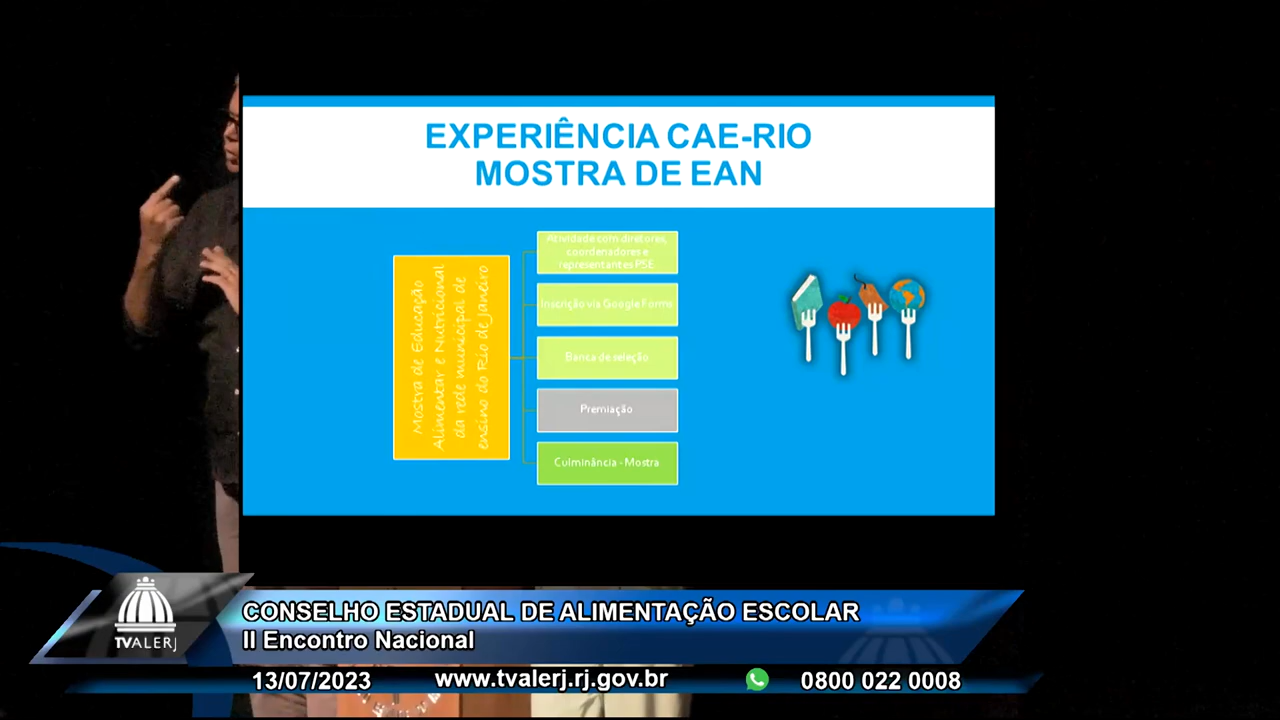 EXPERIÊNCIA CAE-RIO
MOSTRA DE EAN
Mostra de Educação
Alimentar e Nutricional
da rede municipal de
ensino do Rio de Janeiro
Atividade com diretores,
coordenadores e
representantes PSE
Inscrição via Google Forms
Banca de seleção
Premiação
Culminância - Mostra
TVALERJ
CONSELHO ESTADUAL DE ALIMENTAÇÃO ESCOLAR
II Encontro Nacional
13/07/2023
www.tvalerj.rj.gov.br
0800 022 0008